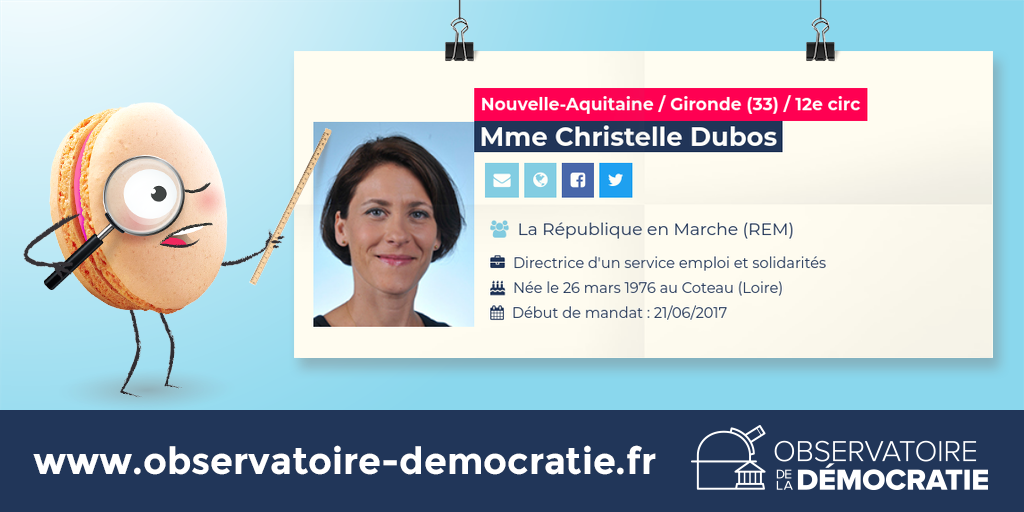 Nouvelle-Aquitaine / Gironde (33) / 12e circ
Mme Christelle Dubos
La République en Marche (REM)
Directrice d'un service emploi et solidarités
Née le 26 mars 1976 au Coteau (Loire)
Début de mandat : 21/06/2017
www.observatoire-democratie.fr
OBSERVATOIRE
DE LA DÉMOCRATIE